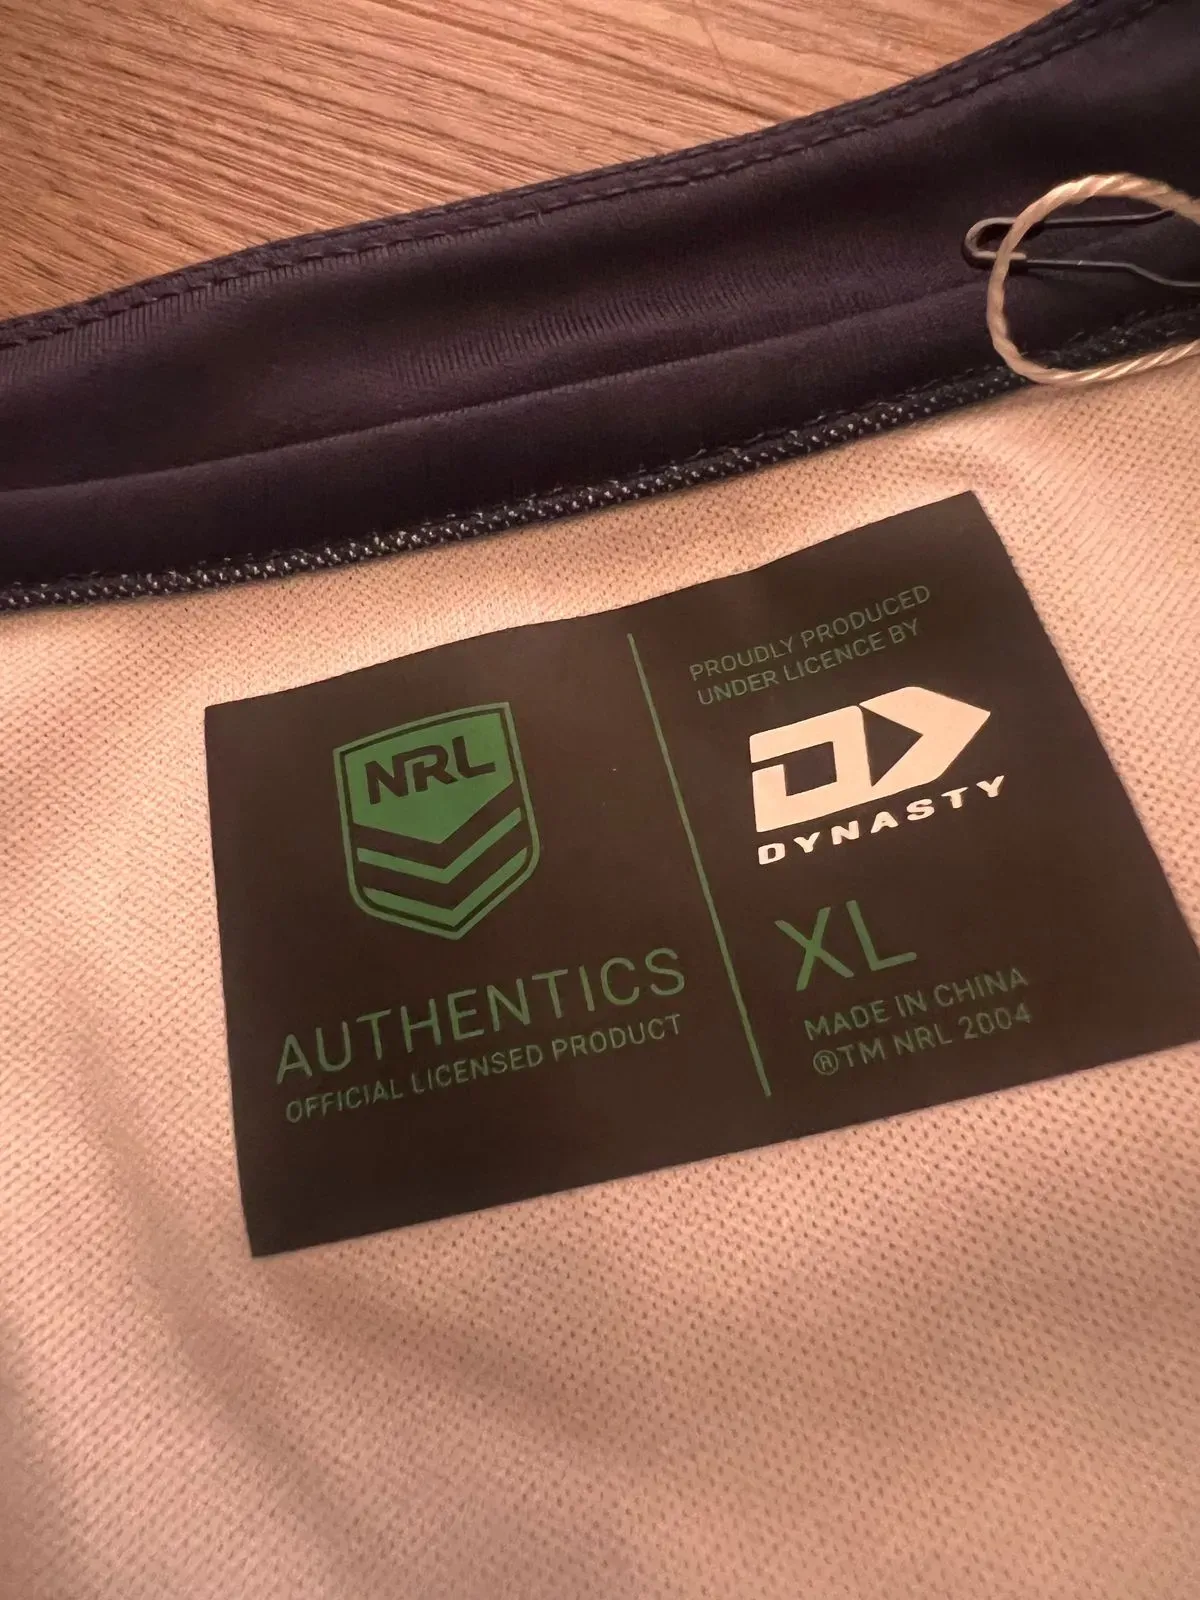 NRL
AUTHENTICS
OFFICIAL LICENSED PRODUCT
PROUDLY PRODUCED
UNDER LICENCE BY
DYNASTY
XL
MADE IN CHINA
®TM NRL 2004